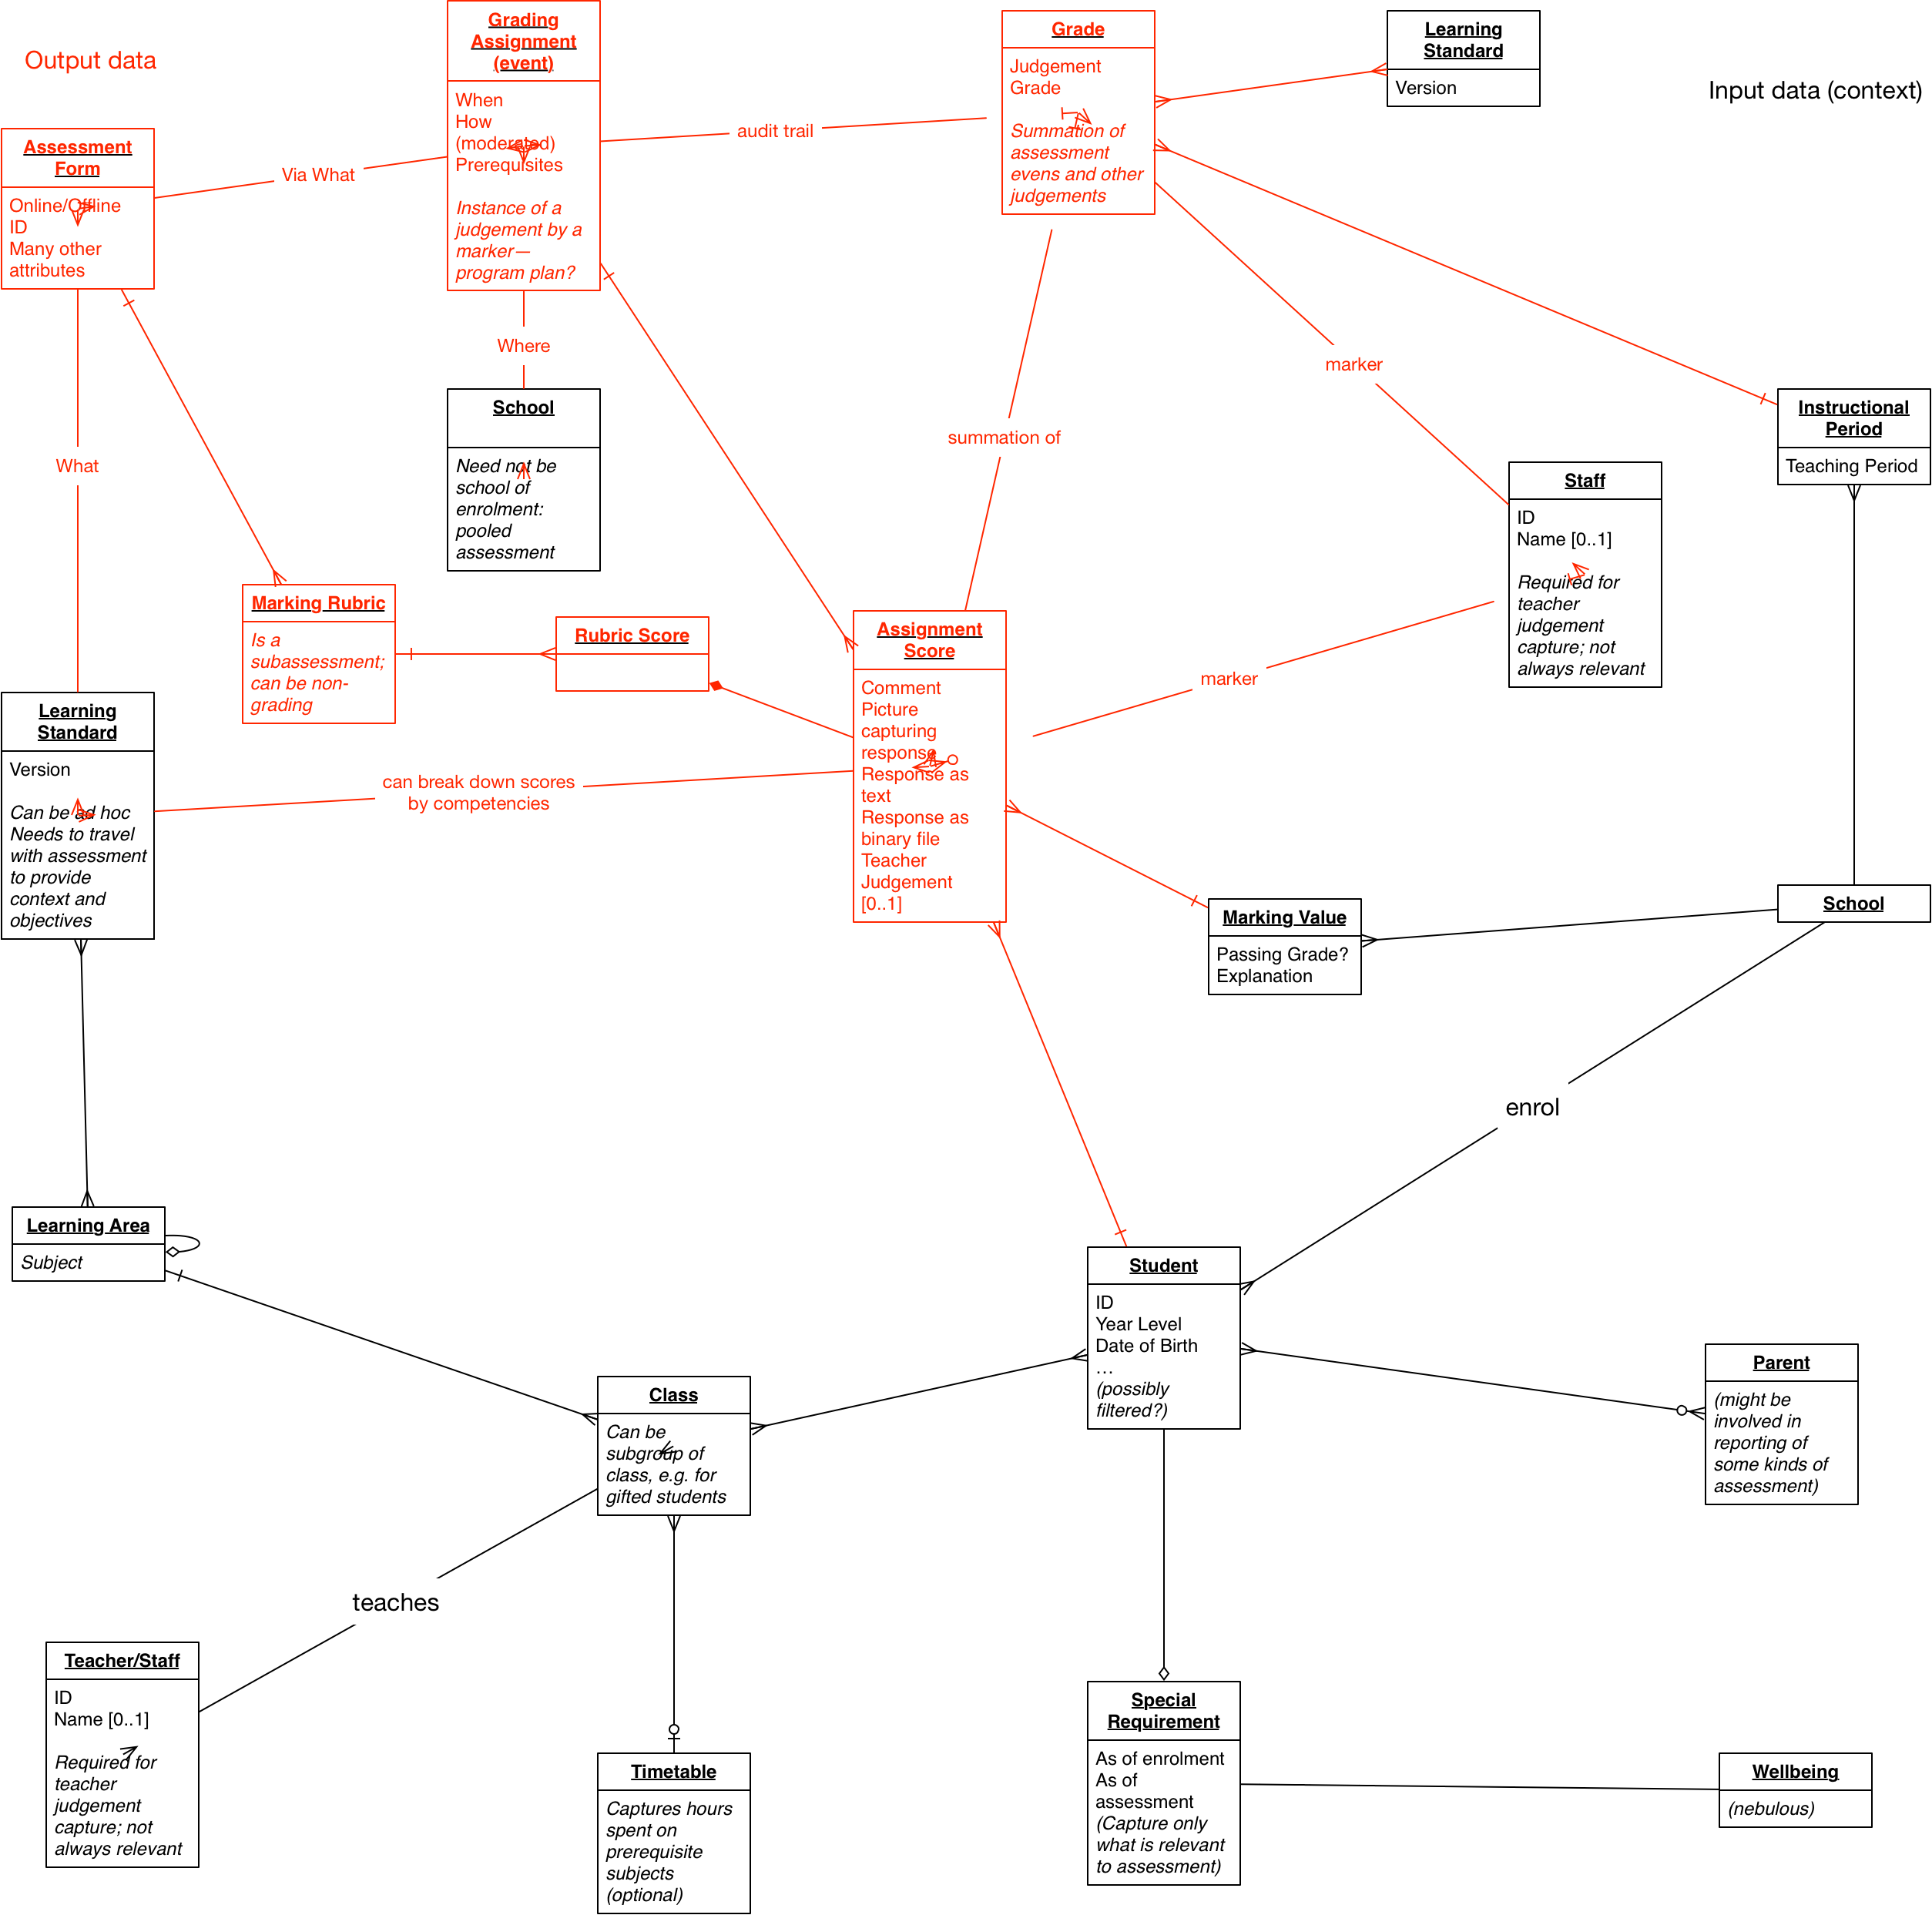 Output data
Grading
Assignment
(event)
When
How
(moderated)
Prerequisites
Instance of a
judgement by a
marker—
program plan?
Grade
Judgement
Grade
Summation of
assessment
evens and other
judgements
Learning
Standard
Version
Input data (context)
Assessment
Form
Online/Offline
ID
Many other
attributes
Via What
audit trail
Where
marker
What
summation of
School
Need not be
school of
enrolment:
pooled
assessment
Instructional
Period
Teaching Period
Staff
ID
Name [0..1]
Required for
teacher
judgement
capture; not
always relevant
Marking Rubric
Is a
subassessment;
can be non-
grading
Rubric Score
Assignment
Score
Comment
Picture
capturing
response
Response as
text
Response as
binary file
Teacher
Judgement
[0..1]
marker
Learning
Standard
Version
Can be ad hoc
Needs to travel
with assessment
to provide
context and
objectives
can break down scores
by competencies
Marking Value
Passing Grade?
Explanation
School
enrol
Learning Area
Subject
Student
ID
Year Level
Date of Birth
…
(possibly
filtered?)
Parent
(might be
involved in
reporting of
some kinds of
assessment)
Class
Can be
subgroup of
class, e.g. for
gifted students
teaches
Teacher/Staff
ID
Name [0..1]
Required for
teacher
judgement
capture; not
always relevant
Timetable
Captures hours
spent on
prerequisite
subjects
(optional)
Special
Requirement
As of enrolment
As of
assessment
(Capture only
what is relevant
to assessment)
Wellbeing
(nebulous)